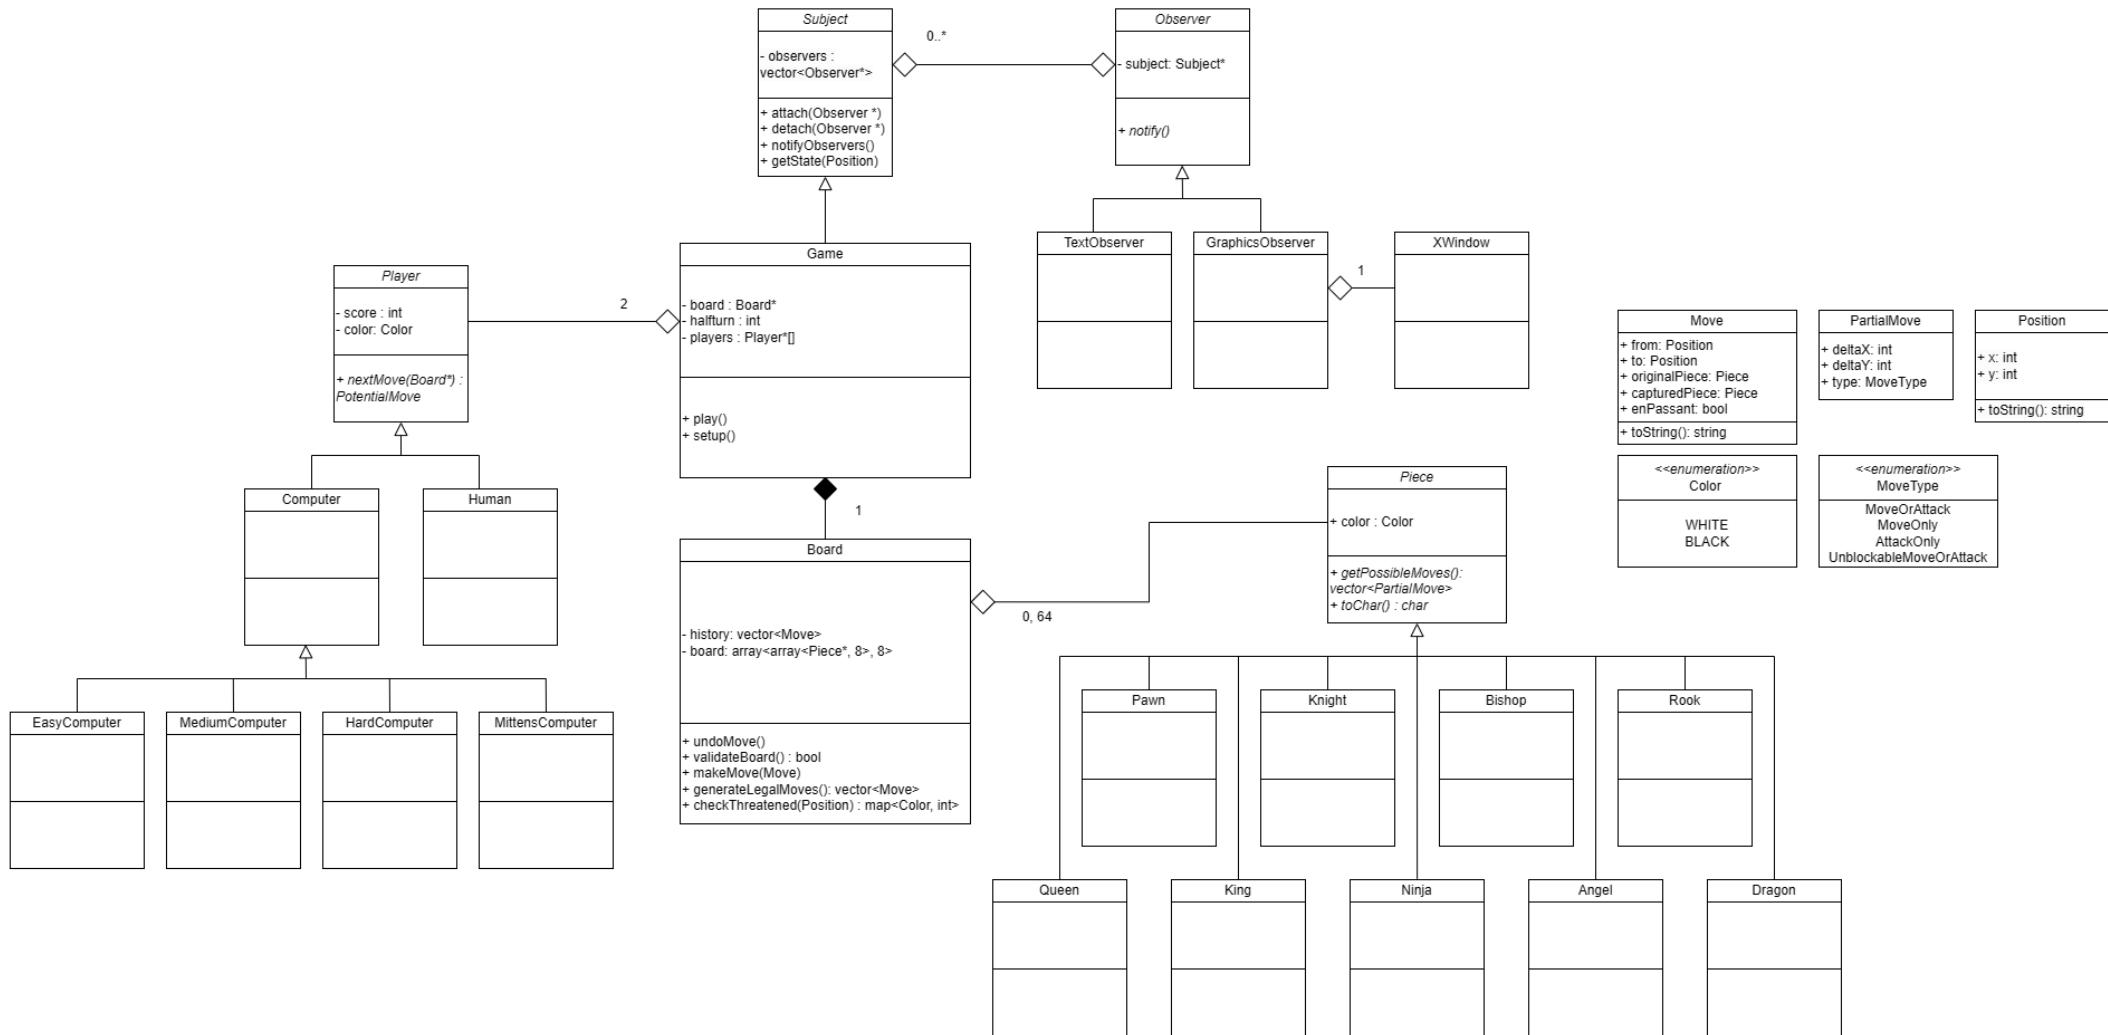 Subject
- observers :
vector<Observer*>
+ attach(Observer *)
+ detach(Observer *)
+ notifyObservers()
+ getState(Position)
0..*
Observer
- subject: Subject*
+ notify()
TextObserver
GraphicsObserver
1
XWindow
Player
- score : int
- color: Color
+ nextMove(Board*) :
PotentialMove
2
Game
- board : Board*
- halfturn : int
- players : Player*[]
+ play()
+ setup()
1
Computer
Human
EasyComputer
MediumComputer
HardComputer
MittensComputer
Board
- history: vector<Move>
- board: array<array<Piece*, 8>, 8>
+ undoMove()
+ validateBoard() : bool
+ makeMove(Move)
+ generateLegalMoves(): vector<Move>
+ checkThreatened(Position) : map<Color, int>
0, 64
Piece
+ color : Color
+ getPossibleMoves():
vector<PartialMove>
+ toChar() : char
Pawn
Knight
Bishop
Rook
Queen
King
Ninja
Angel
Dragon
Move
+ from: Position
+ to: Position
+ originalPiece: Piece
+ capturedPiece: Piece
+ enPassant: bool
+ toString(): string
PartialMove
+ deltaX: int
+ deltaY: int
+ type: MoveType
Position
+ x: int
+ y: int
+ toString(): string
<<enumeration>>
Color
WHITE
BLACK
<<enumeration>>
MoveType
MoveOrAttack
MoveOnly
AttackOnly
UnblockableMoveOrAttack